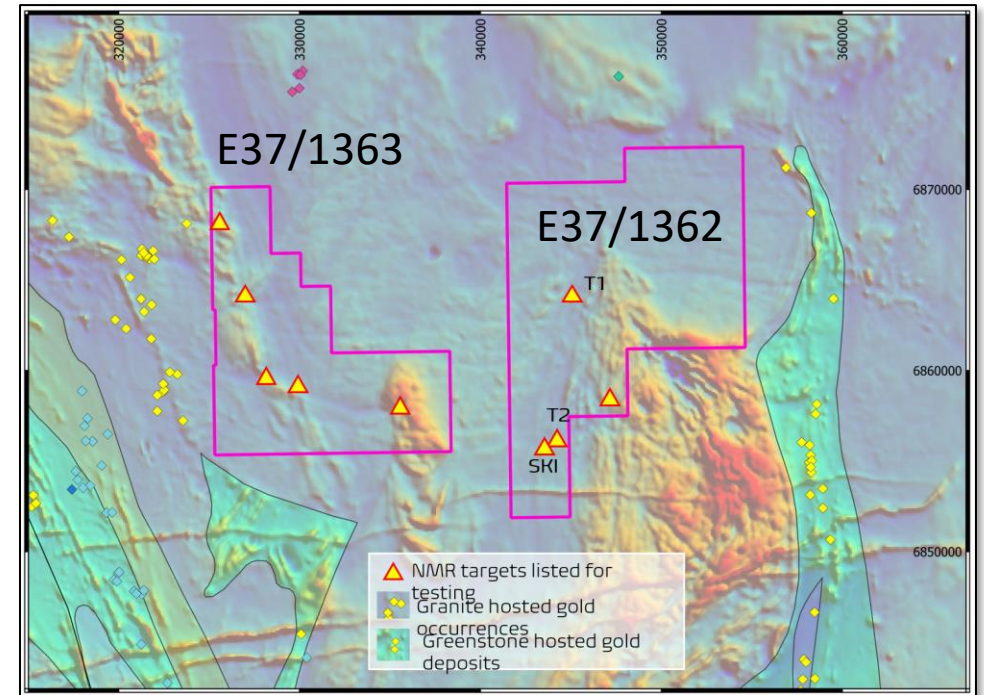 320000
330000
340000
350000
360000
E37/1363
6870000
E37/1362
T1
6860000
T2
SKI
6850000
NMR targets listed for
testing
Granite hosted gold
occurrences
Greenstone hosted gold
deposits